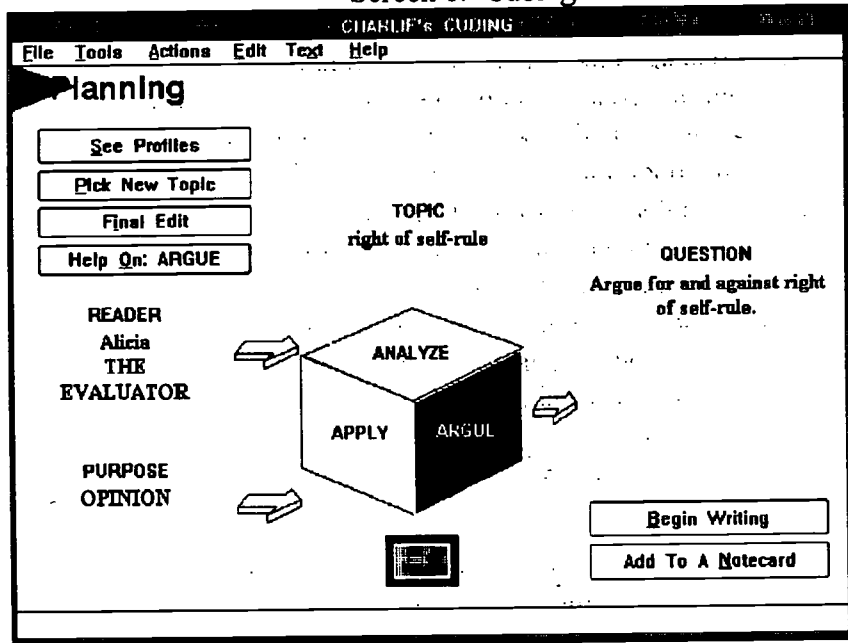 CHARLIE's CUDING
File Tools Actions Edit Text Help
Planning
See Profiles
Pick New Topic
Final Edit
Help On: ARGUE
TOPIC
right of self-rule
QUESTION
Argue for and against right
of self-rule.
READER
Alicia
THE
EVALUATOR
PURPOSE
OPINION
ANALYZE
APPLY
ARGUE
Begin Writing
Add To A Notecard